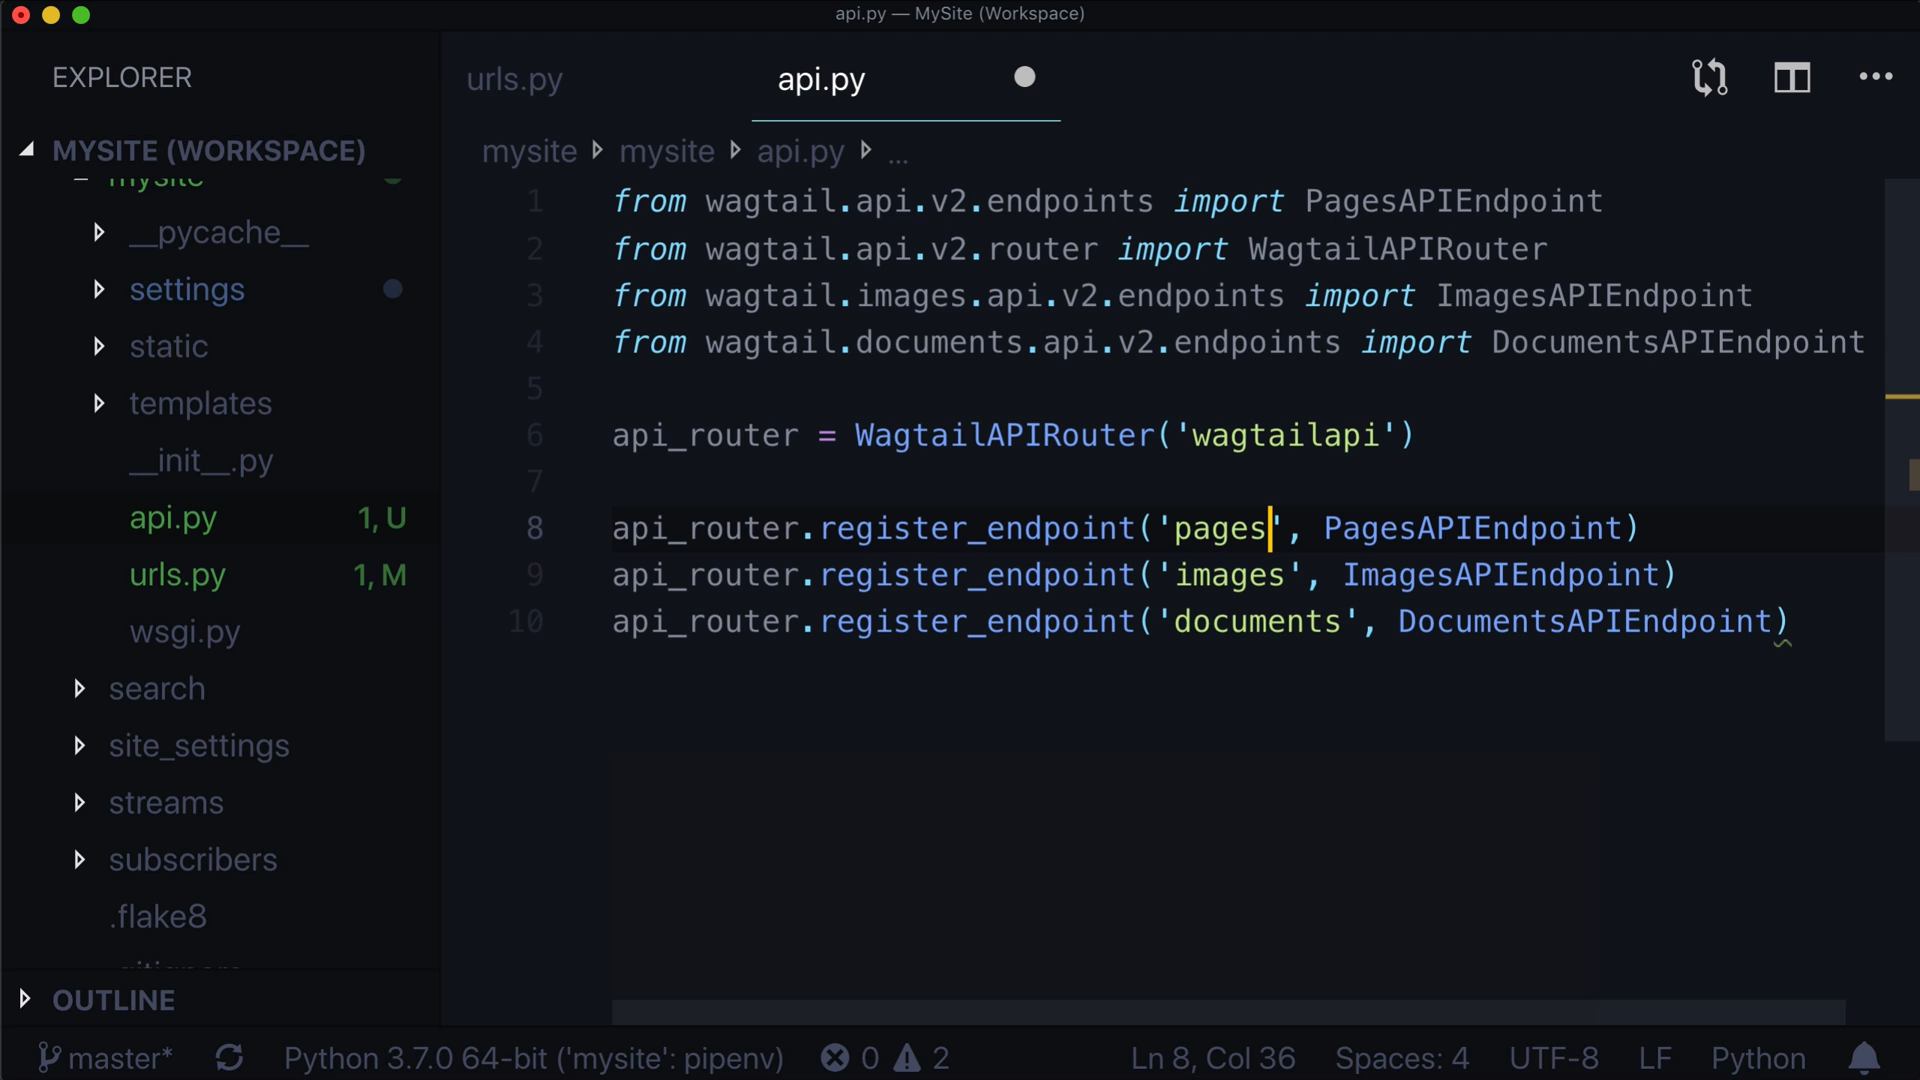 api.py — MySite (Workspace)
EXPLORER
MYSITE (WORKSPACE)
mysite
__pycache__
settings
static
templates
__init__.py
api.py 1, U
urls.py 1, M
wsgi.py
search
site_settings
streams
subscribers
.flake8
OUTLINE
urls.py api.py
mysite mysite api.py ...
1 from wagtail.api.v2.endpoints import PagesAPIEndpoint
2 from wagtail.api.v2.router import WagtailAPIRouter
3 from wagtail.images.api.v2.endpoints import ImagesAPIEndpoint
4 from wagtail.documents.api.v2.endpoints import DocumentsAPIEndpoint
5
6 api_router = WagtailAPIRouter('wagtailapi')
7
8 api_router.register_endpoint('pages', PagesAPIEndpoint)
9 api_router.register_endpoint('images', ImagesAPIEndpoint)
10 api_router.register_endpoint('documents', DocumentsAPIEndpoint)
master* Python 3.7.0 64-bit ('mysite': pipenv) 0 2 Ln 8, Col 36 Spaces: 4 UTF-8 LF Python